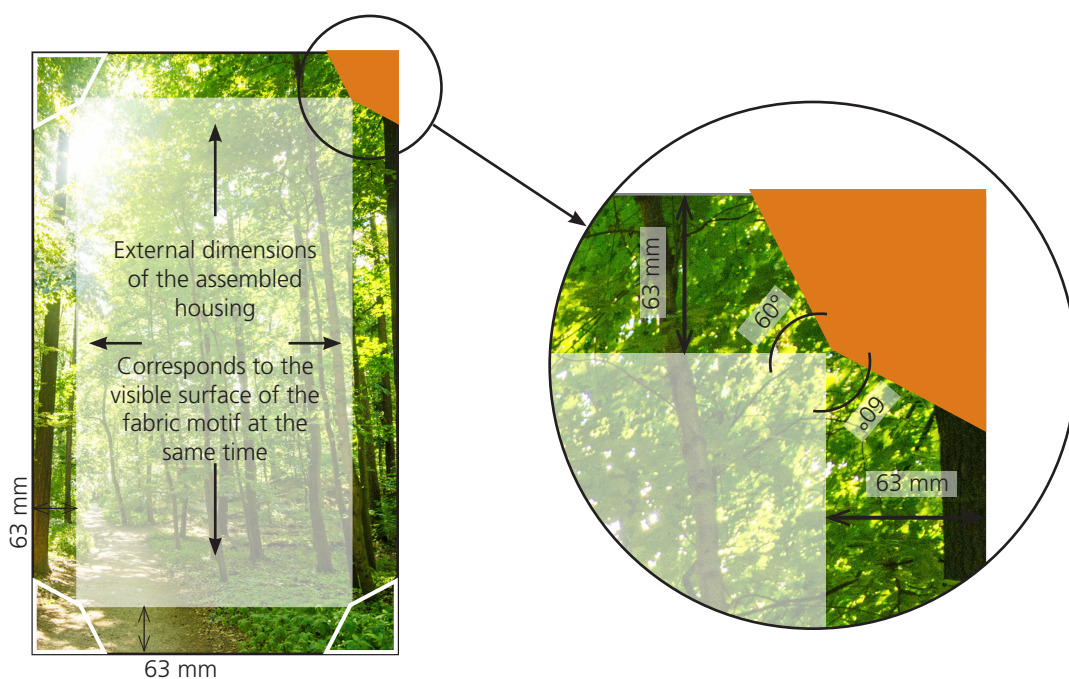 External dimensions
of the assembled
housing
Corresponds to the
visible surface of the
fabric motif at the
same time
63 mm
63 mm
63 mm
60°
60°
63 mm